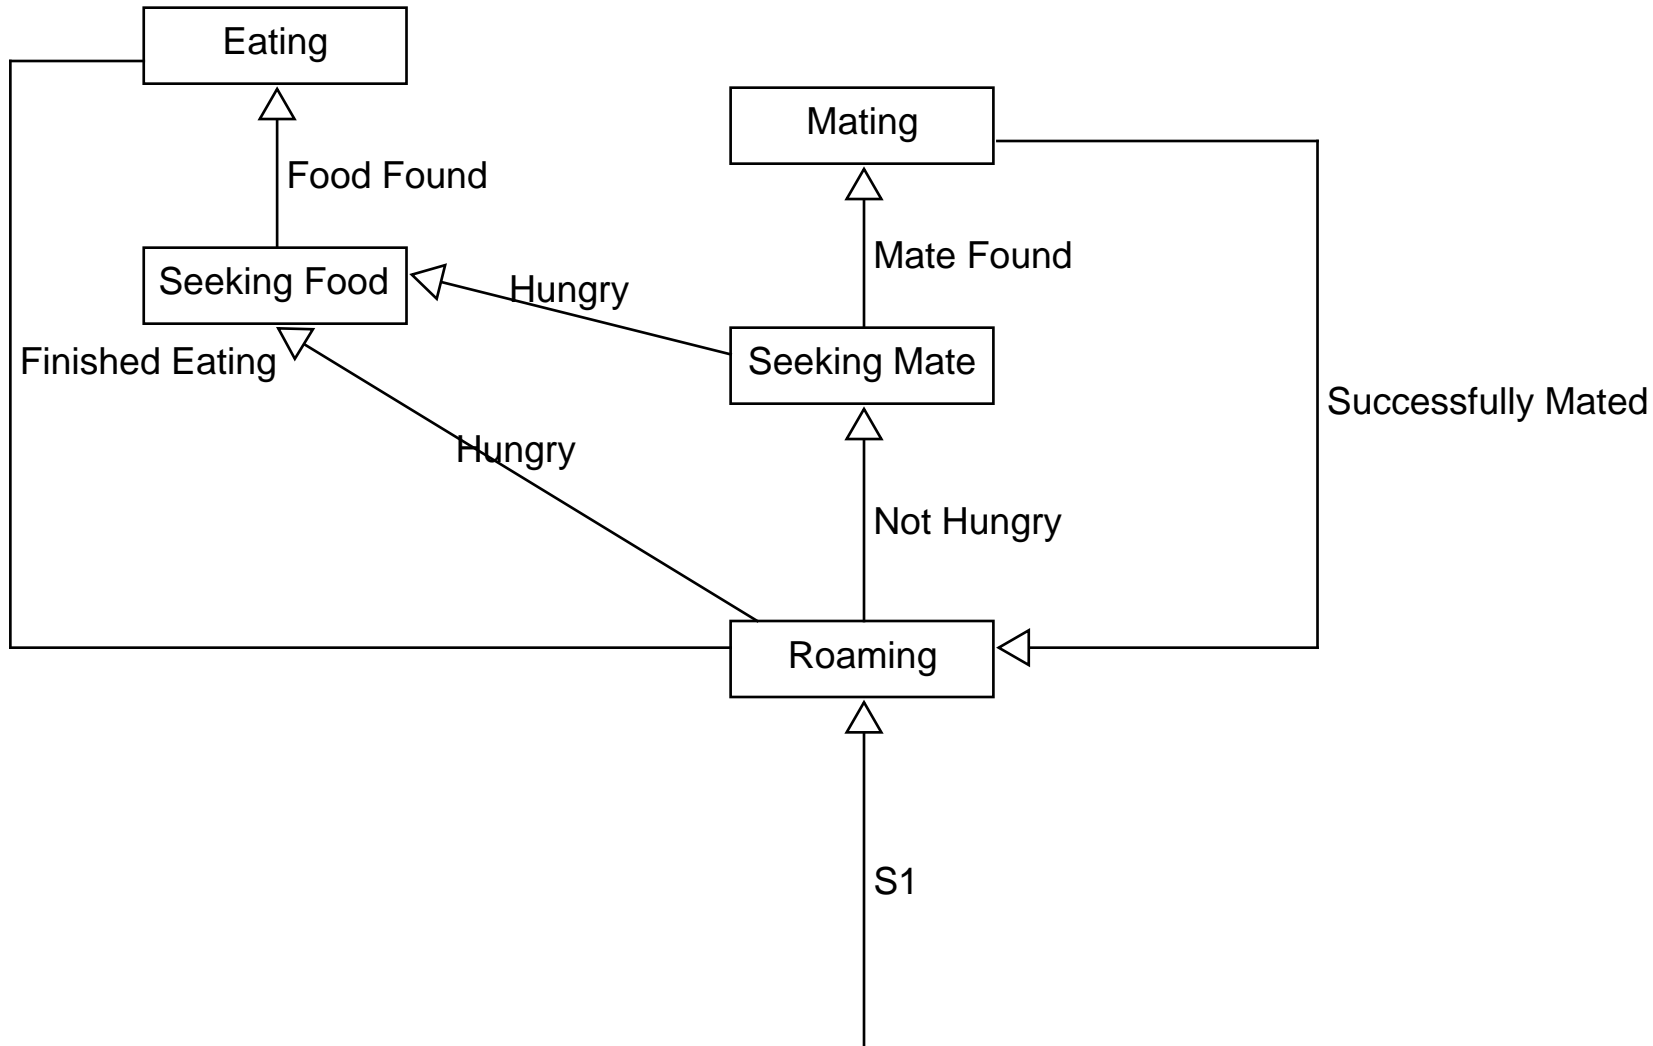 Eating
Mating
Food Found
Mate Found
Seeking Food
Hungry
Seeking Mate
Finished Eating
Successfully Mated
Hungry
Not Hungry
Roaming
S1